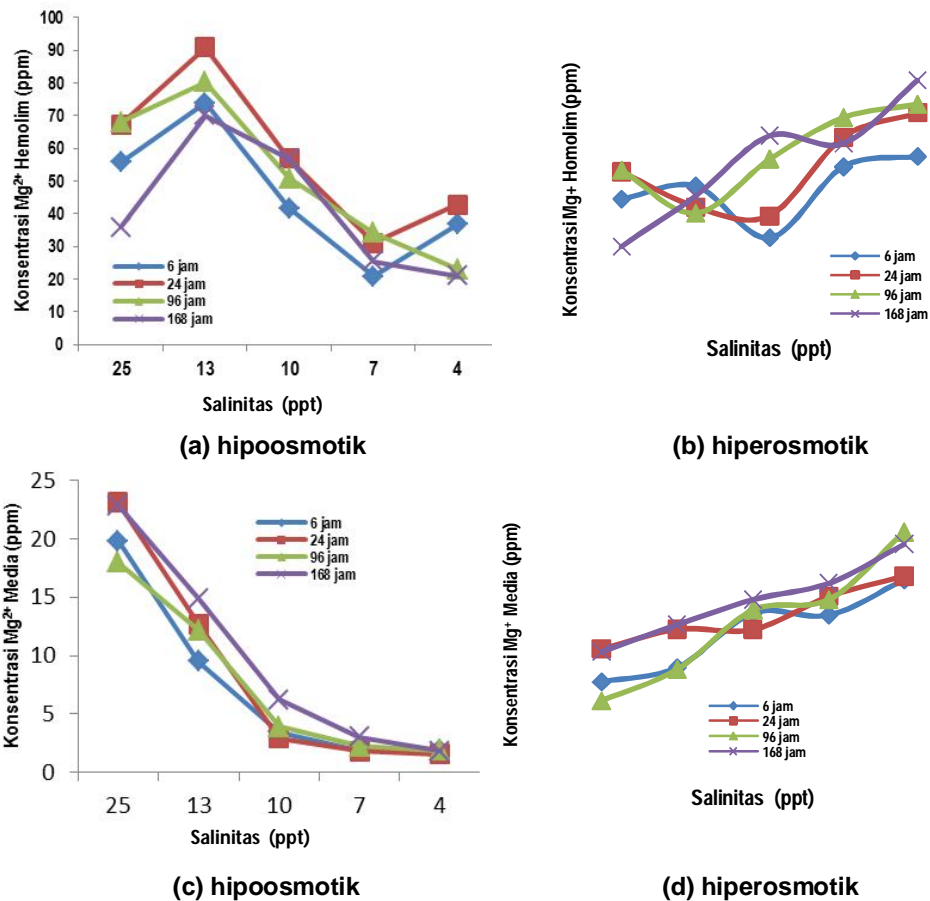 Konsentrasi Mg²⁺ Hemolim (ppm)
100
90
80
70
60
50
40
30
20
10
0
6 jam
24 jam
96 jam
168 jam
25 13 10 7 4
Salinitas (ppt)
(a) hipoosmotik
Konsentrasi Mg+ Homolim (ppm)
6 jam
24 jam
96 jam
168 jam
Salinitas (ppt)
(b) hiperosmotik
Konsentrasi Mg²⁺ Media (ppm)
25
20
15
10
5
0
6 jam
24 jam
96 jam
168 jam
25 13 10 7 4
Salinitas (ppt)
(c) hipoosmotik
Konsentrasi Mg⁺ Media (ppm)
6 jam
24 jam
96 jam
168 jam
Salinitas (ppt)
(d) hiperosmotik